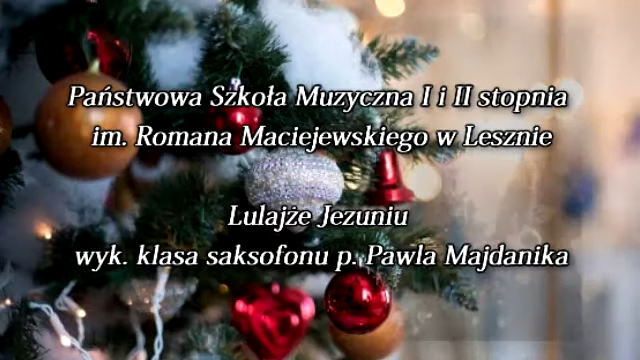 Państwowa Szkoła Muzyczna I i II stopnia
im. Romana Maciejewskiego w Lesznie
Lulajże Jezuniu
wyk. klasa saksofonu p. Pawła Majdanika